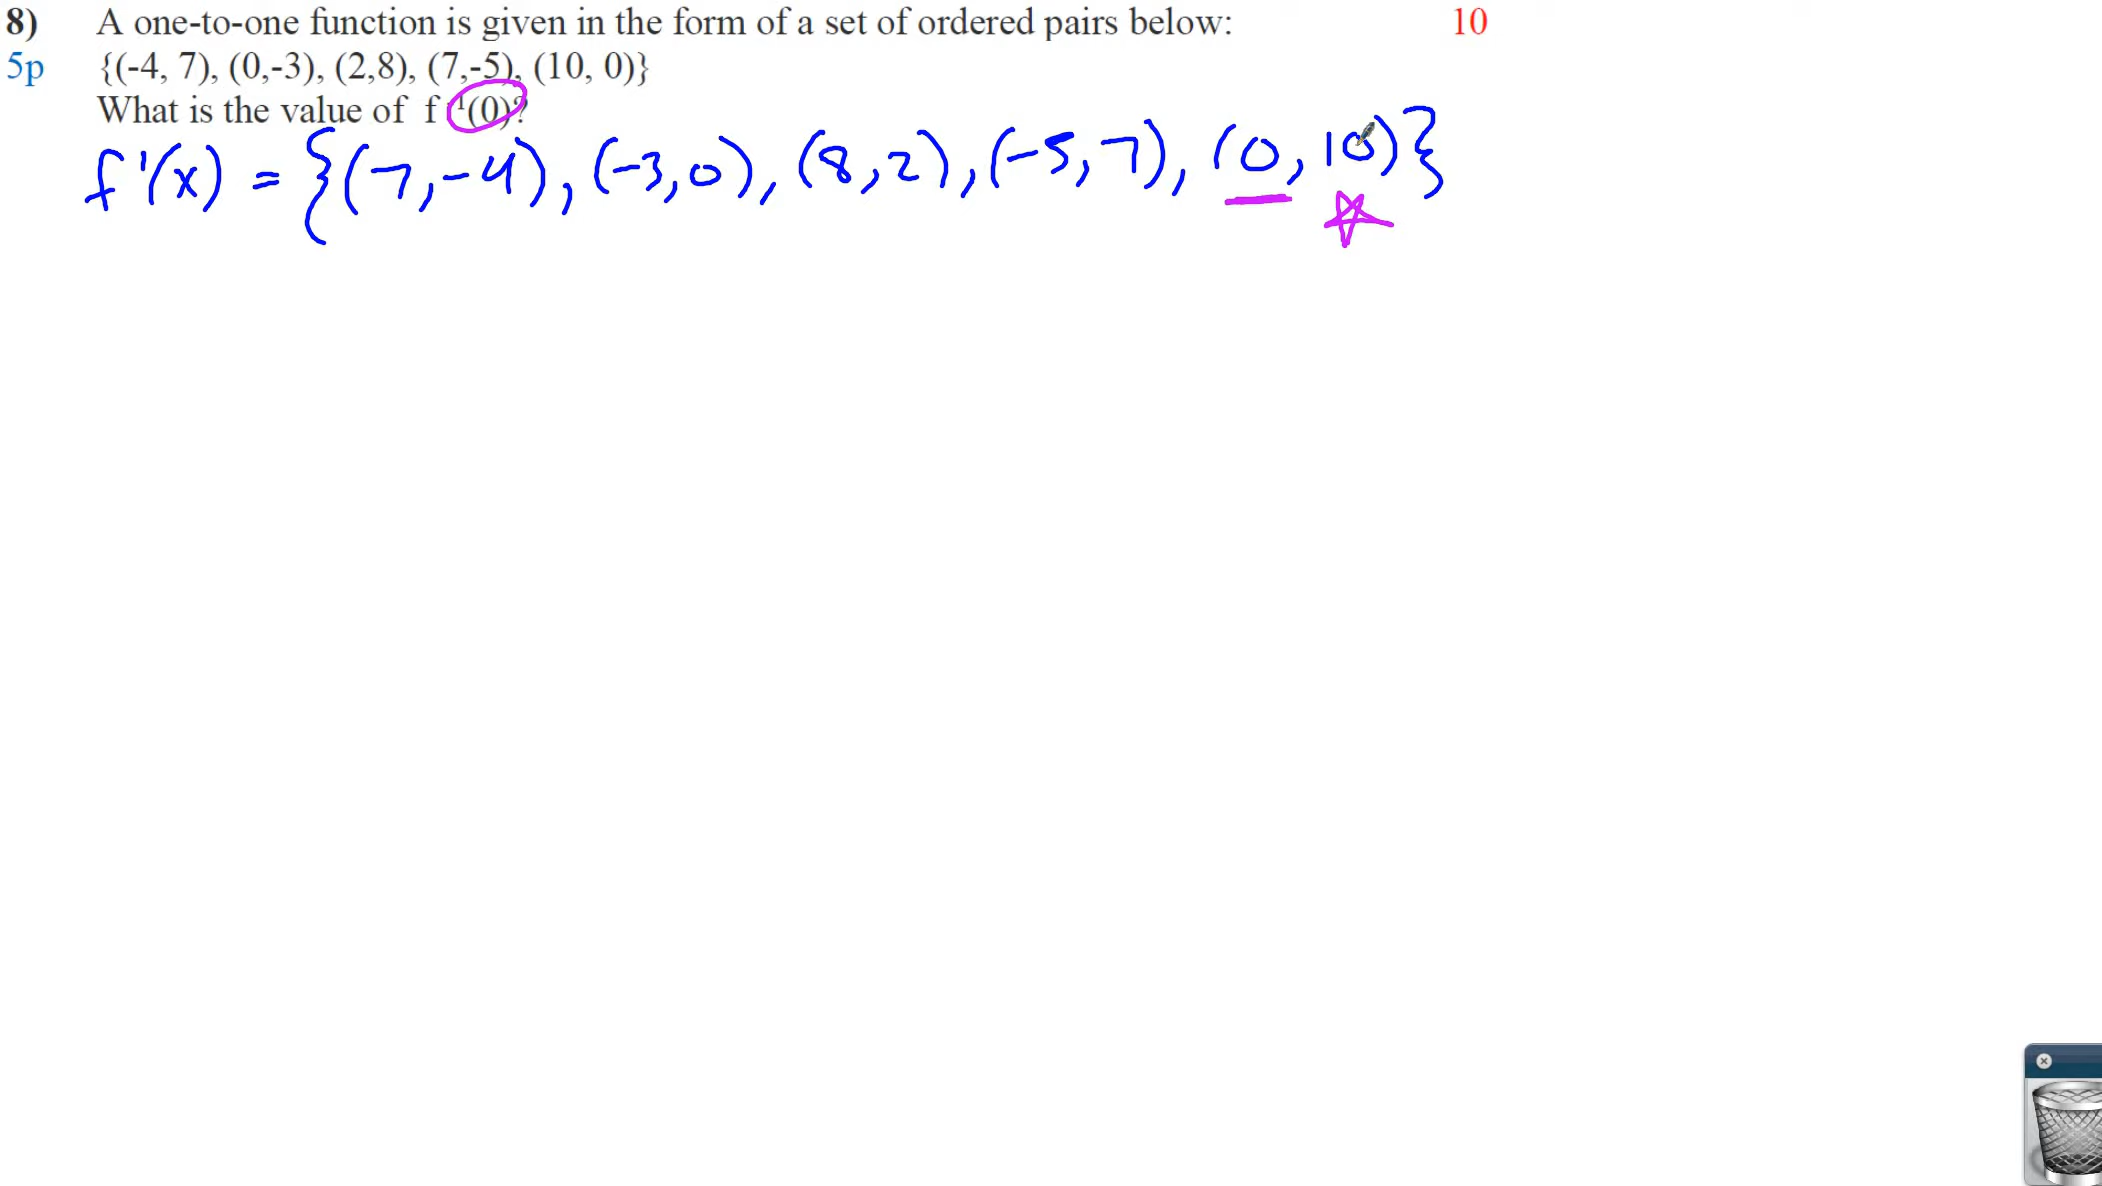 8) A one-to-one function is given in the form of a set of ordered pairs below: 10
5p {(-4, 7), (0,-3), (2,8), (7,-5), (10, 0)}
What is the value of f ⁻¹(0)?
f⁻¹(x) = {(7,-4), (-3,0), (8,2), (-5,7), (0,10)}